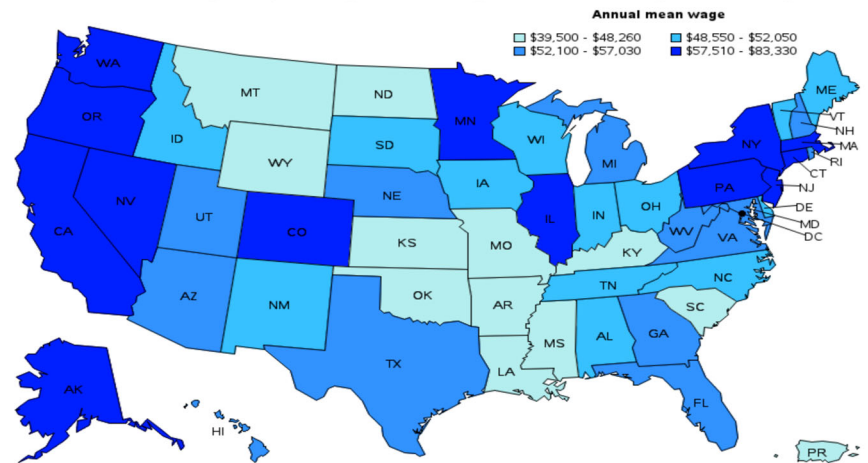 Annual mean wage
$39,500 - $48,260
$48,550 - $52,050
$52,100 - $57,030
$57,510 - $83,330
WA
MT
ND
MN
ME
OR
ID
WY
SD
WI
MI
NY
VT
NH
MA
RI
CT
NV
UT
NE
IA
PA
NJ
CA
CO
IL
IN
OH
DE
MD
DC
KS
MO
WV
VA
KY
AZ
NM
OK
AR
TN
NC
SC
TX
LA
MS
AL
GA
AK
HI
FL
PR